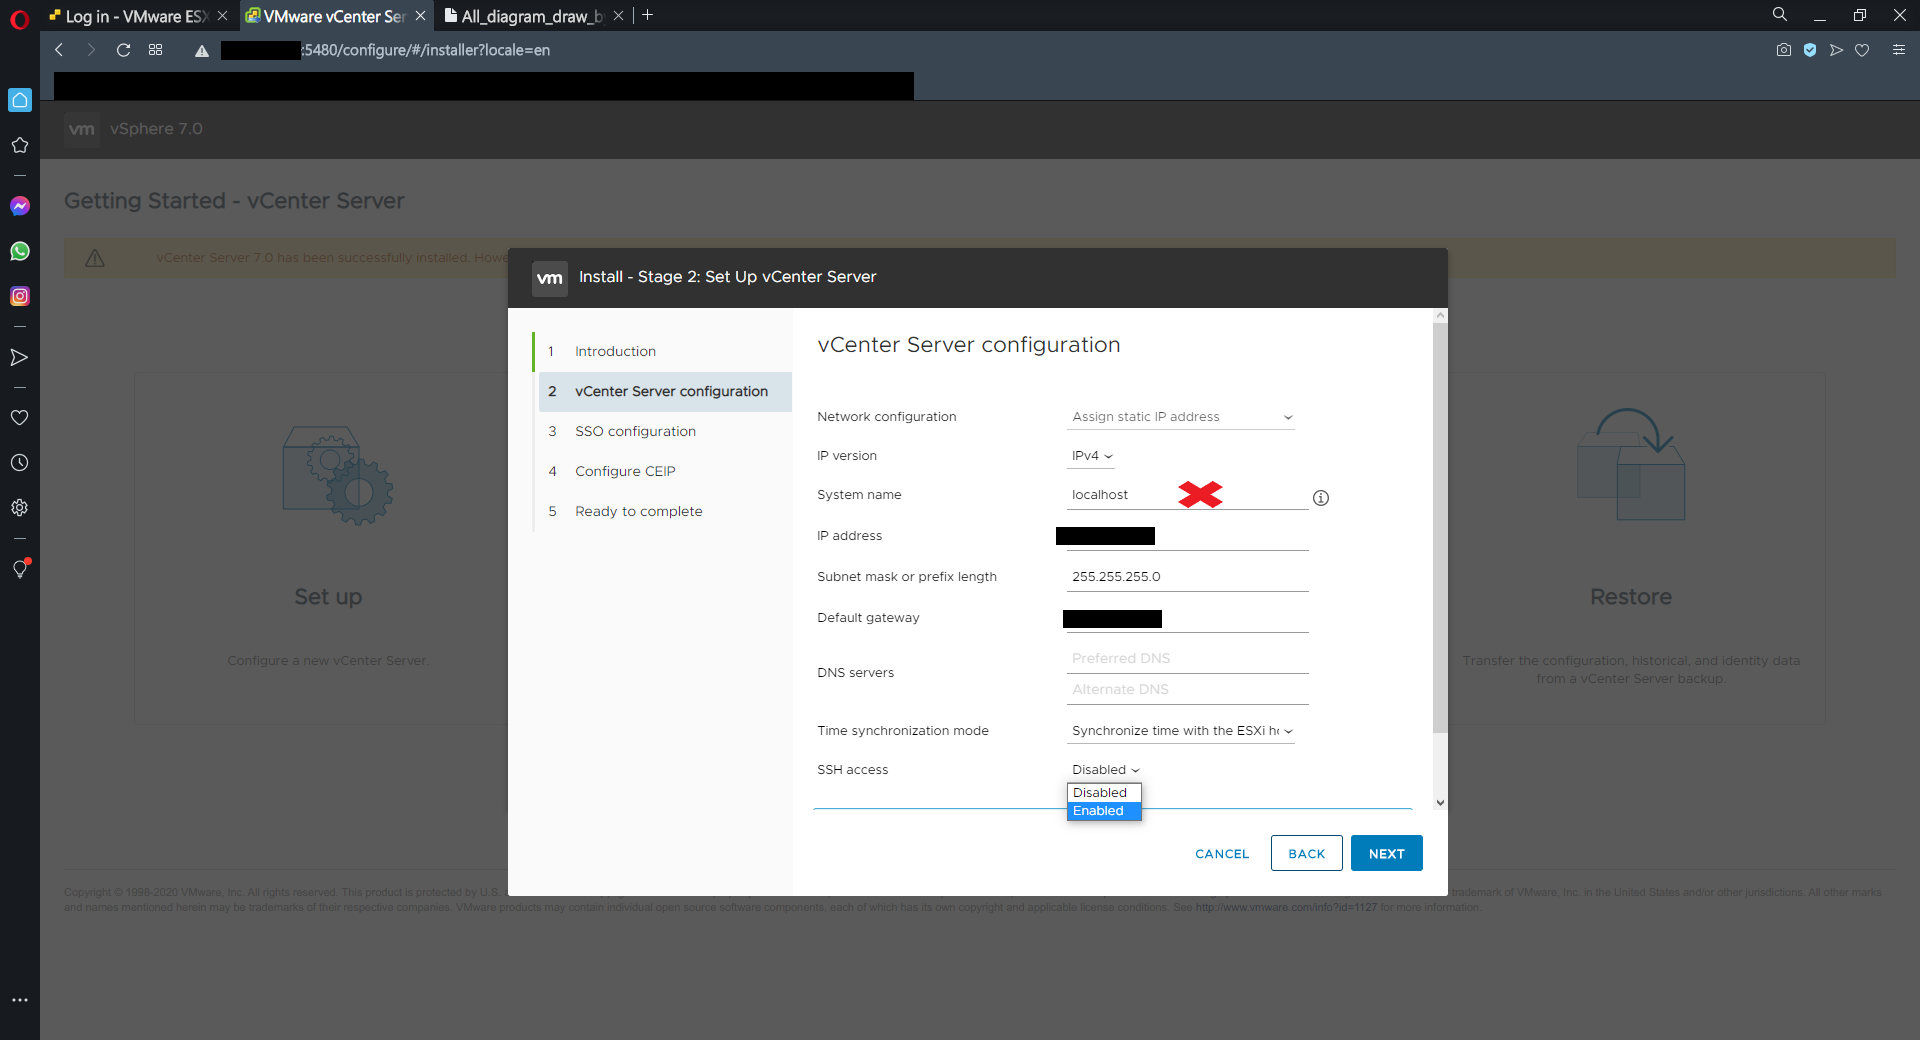 Log in - VMware ESX
VMware vCenter Ser
All_diagram_draw_b
:5480/configure/#/installer?locale=en
vm vSphere 7.0
Getting Started - vCenter Server
vCenter Server 7.0 has been successfully installed. Howe
vm Install - Stage 2: Set Up vCenter Server
1 Introduction
2 vCenter Server configuration
3 SSO configuration
4 Configure CEIP
5 Ready to complete
vCenter Server configuration
Network configuration Assign static IP address
IP version IPv4
System name localhost
IP address
Subnet mask or prefix length 255.255.255.0
Default gateway
DNS servers
Preferred DNS
Alternate DNS
Time synchronization mode Synchronize time with the ESXi ho
SSH access Disabled
Disabled
Enabled
CANCEL BACK NEXT
Set up
Configure a new vCenter Server.
Restore
Transfer the configuration, historical, and identity data
from a vCenter Server backup.
Copyright © 1998-2020 VMware, Inc. All rights reserved. This product is protected by U.S. trademark of VMware, Inc. in the United States and/or other jurisdictions. All other marks
and names mentioned herein may be trademarks of their respective companies. VMware products may contain individual open source software components, each of which has its own copyright and applicable license conditions. See http://www.vmware.com/info?id=1127 for more information.